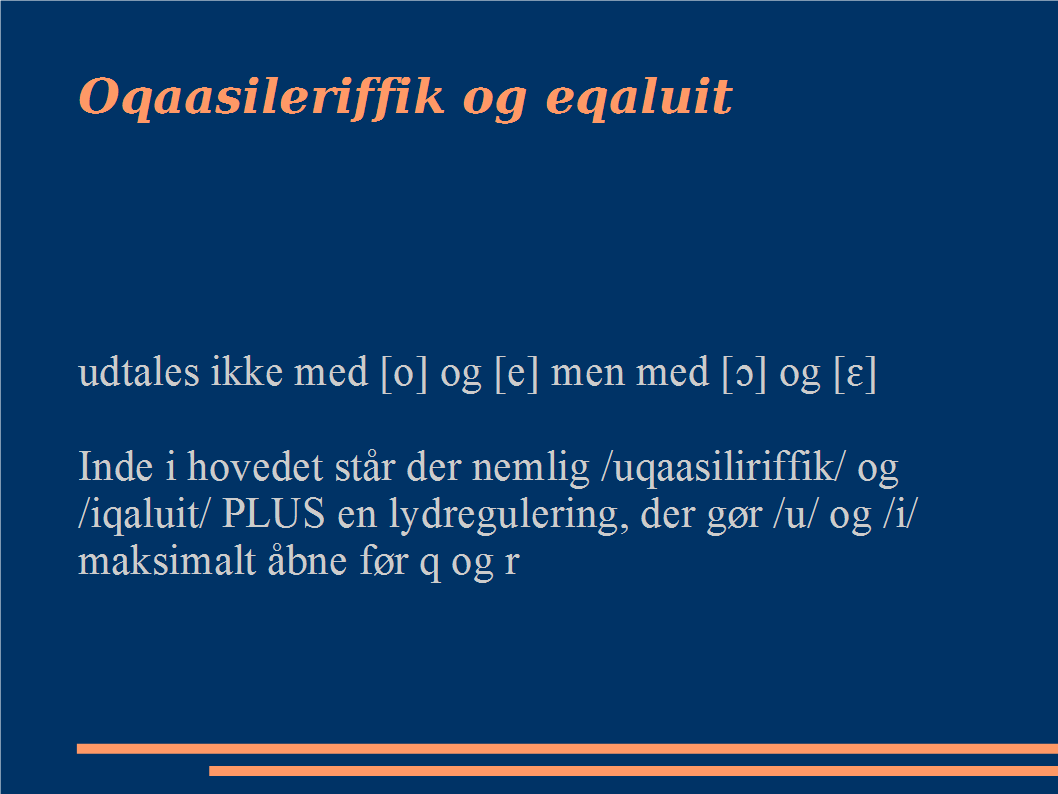 Oqaasileriffik og eqaluit
udtales ikke med [o] og [e] men med [ɔ] og [ɛ]
Inde i hovedet står der nemlig /uqaasiliriffik/ og
/iqaluit/ PLUS en lydregulering, der gør /u/ og /i/
maksimalt åbne før q og r